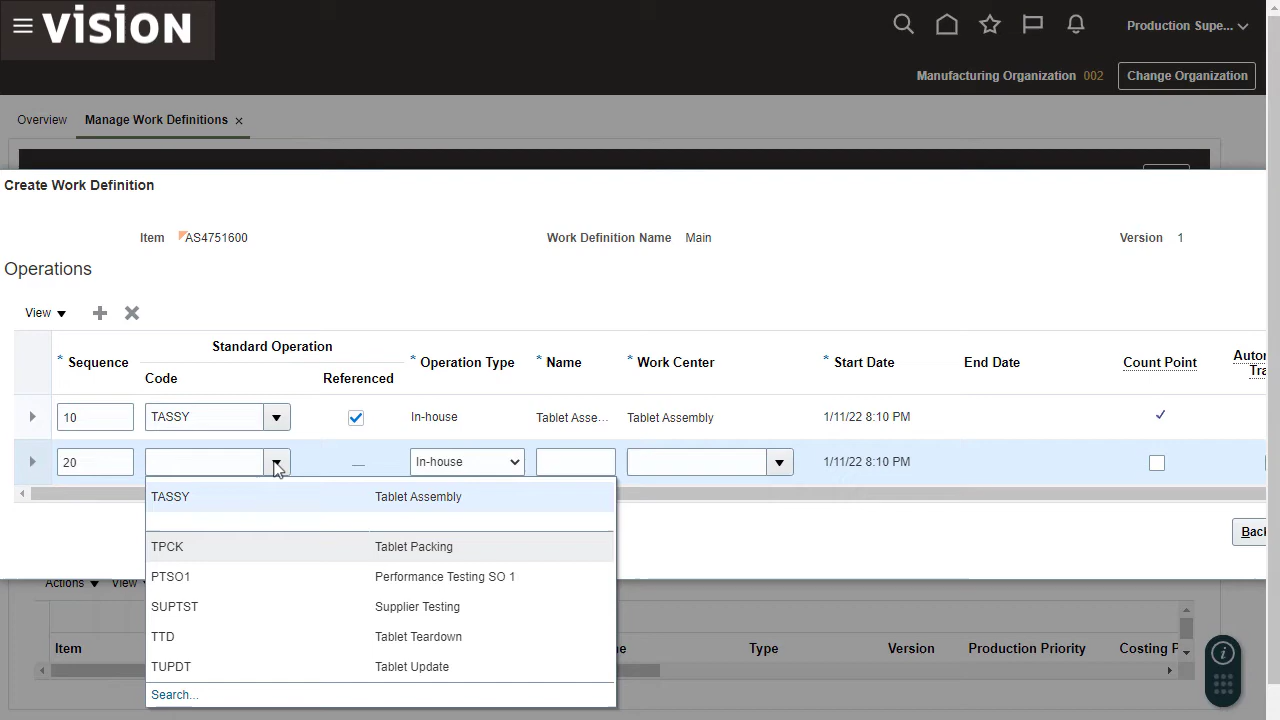 vision
Production Supe...
Manufacturing Organization 002 Change Organization
Overview Manage Work Definitions ×
Create Work Definition
Item AS4751600 Work Definition Name Main Version 1
Operations
View
* Sequence Standard Operation * Operation Type * Name * Work Center * Start Date End Date Count Point
Code Referenced
10 TASSY In-house Tablet Asse... Tablet Assembly 1/11/22 8:10 PM
20 In-house 1/11/22 8:10 PM
TASSY Tablet Assembly
TPCK Tablet Packing
PTSO1 Performance Testing SO 1
SUPTST Supplier Testing
TTD Tablet Teardown
TUPDT Tablet Update
Search...
Back
Actions View
Item Type Version Production Priority